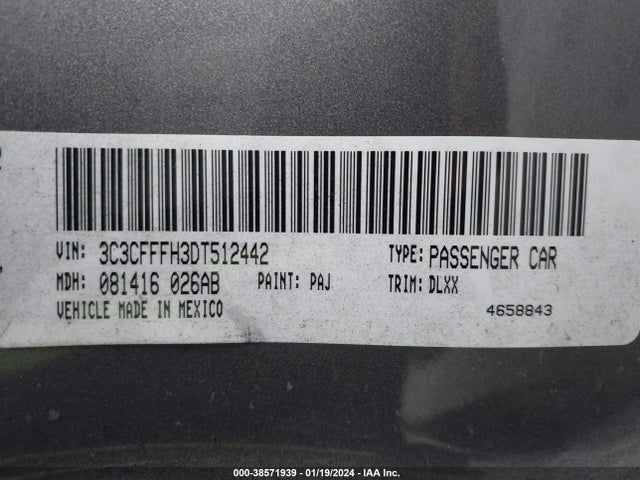 VIN: 3C3CFFFH3DT512442 TYPE: PASSENGER CAR
MDH: 081416 026AB PAINT: PAJ TRIM: DLXX
VEHICLE MADE IN MEXICO 4658843
000-38571939 - 01/19/2024 - IAA Inc.